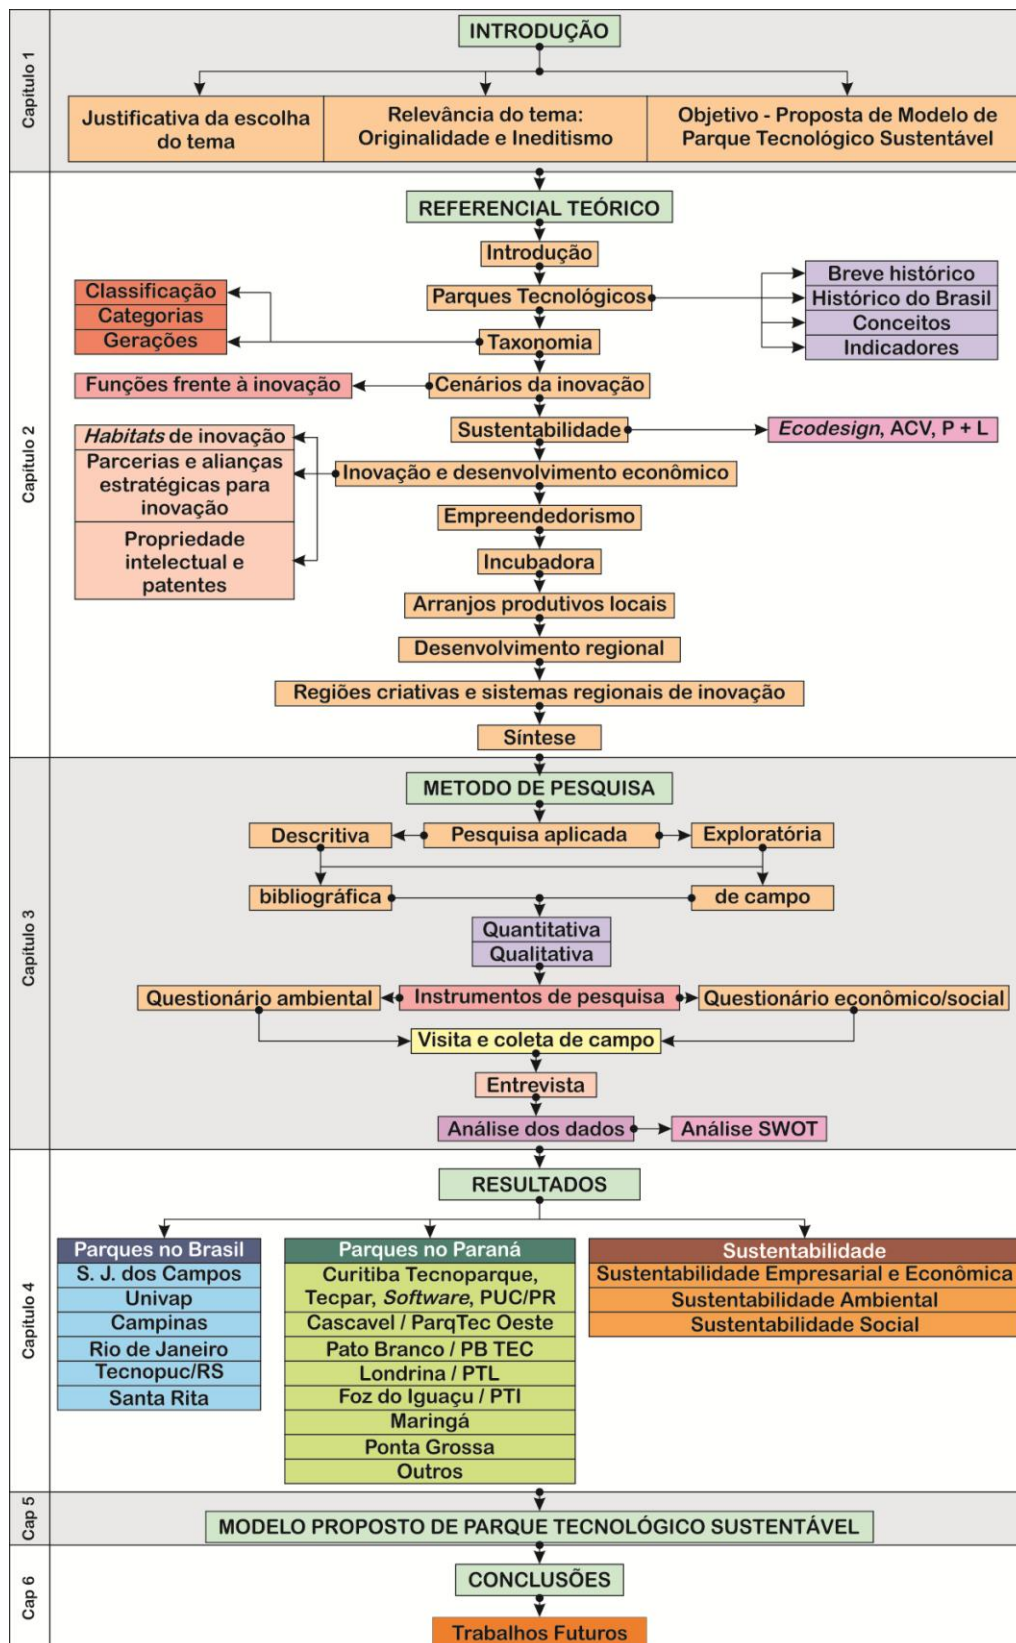 Capítulo 1
INTRODUÇÃO
Justificativa da escolha
do tema
Relevância do tema:
Originalidade e Ineditismo
Objetivo - Proposta de Modelo de
Parque Tecnológico Sustentável
Capítulo 2
REFERENCIAL TEÓRICO
Introdução
Parques Tecnológicos
Breve histórico
Histórico do Brasil
Conceitos
Indicadores
Taxonomia
Classificação
Categorias
Gerações
Cenários da inovação
Funções frente à inovação
Sustentabilidade
Ecodesign, ACV, P + L
Inovação e desenvolvimento econômico
Habitats de inovação
Parcerias e alianças
estratégicas para
inovação
Propriedade
intelectual e
patentes
Empreendedorismo
Incubadora
Arranjos produtivos locais
Desenvolvimento regional
Regiões criativas e sistemas regionais de inovação
Síntese
Capítulo 3
METODO DE PESQUISA
Descritiva
Pesquisa aplicada
Exploratória
bibliográfica
de campo
Quantitativa
Qualitativa
Questionário ambiental
Instrumentos de pesquisa
Questionário econômico/social
Visita e coleta de campo
Entrevista
Análise dos dados
Análise SWOT
Capítulo 4
RESULTADOS
Parques no Brasil
S. J. dos Campos
Univap
Campinas
Rio de Janeiro
Tecnopuc/RS
Santa Rita
Parques no Paraná
Curitiba Tecnoparque,
Tecpar, Software, PUC/PR
Cascavel / ParqTec Oeste
Pato Branco / PB TEC
Londrina / PTL
Foz do Iguaçu / PTI
Maringá
Ponta Grossa
Outros
Sustentabilidade
Sustentabilidade Empresarial e Econômica
Sustentabilidade Ambiental
Sustentabilidade Social
Cap 5
MODELO PROPOSTO DE PARQUE TECNOLÓGICO SUSTENTÁVEL
Cap 6
CONCLUSÕES
Trabalhos Futuros